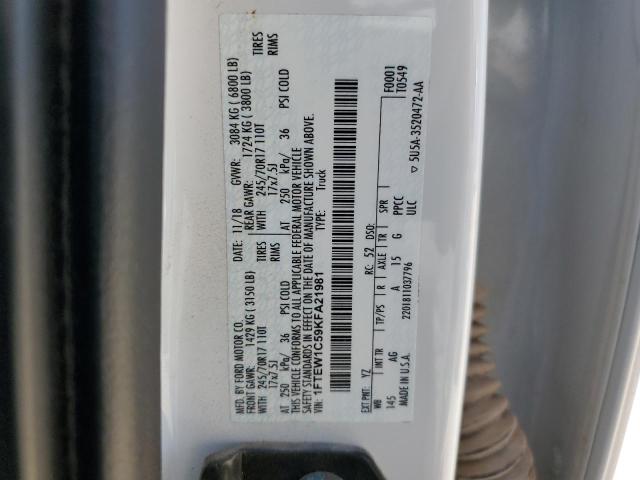 MFD. BY FORD MOTOR CO.
DATE: 11/18 GVWR: 3084 KG ( 6800 LB)
FRONT GAWR: 1429 KG ( 3150 LB) REAR GAWR: 1724 KG ( 3800 LB)
WITH 245/70R17 110T TIRES WITH 245/70R17 110T TIRES
17x7.5J RIMS 17x7.5J RIMS
AT 250 kPa/ 36 PSI COLD AT 250 kPa/ 36 PSI COLD
THIS VEHICLE CONFORMS TO ALL APPLICABLE FEDERAL MOTOR VEHICLE
SAFETY STANDARDS IN EFFECT ON THE DATE OF MANUFACTURE SHOWN ABOVE.
VIN: 1FTEW1C59KFA21981
TYPE: Truck
F0001
T0549
EXT PNT: YZ RC: 52 DSO:
WB INT TR TP/PS R AXLE TR SPR
145 AG A 15 G PPCC
MADE IN U.S.A. 2201811037796 ULC
5U5A-3S20472-AA